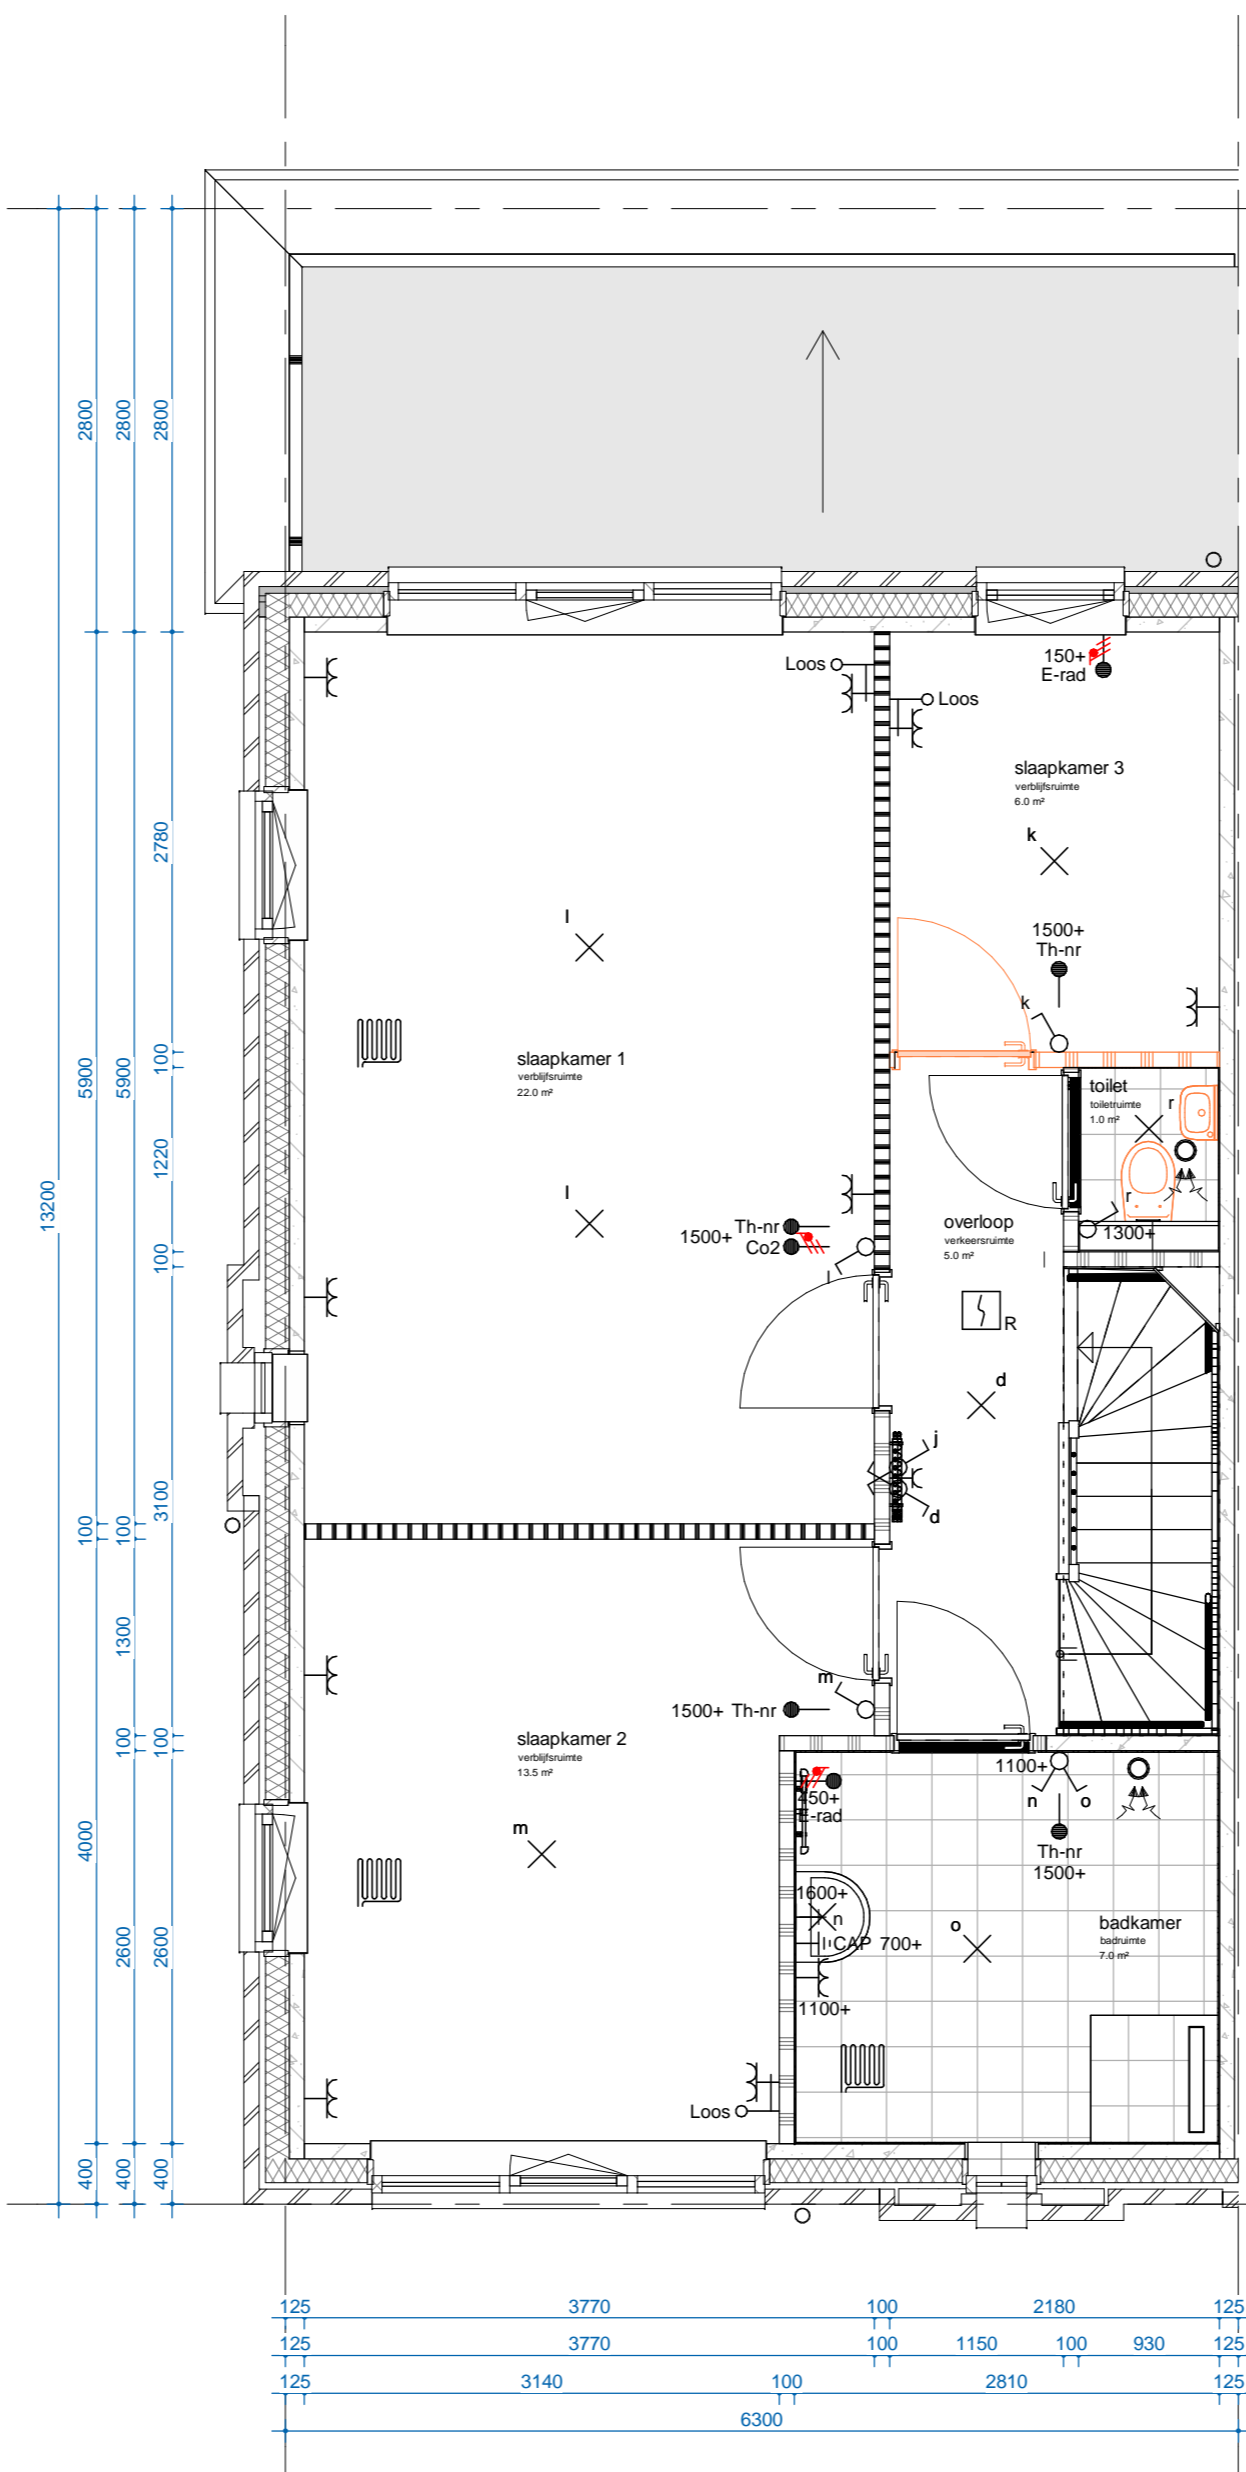 2800
2800
2800
Loos
150+
E-rad
Loos
slaapkamer 3
verblijfsruimte
6.0 m²
2780
k
l
1500+
Th-nr
k
100
5900
5900
slaapkamer 1
verblijfsruimte
22.0 m²
toilet
toiletruimte
1.0 m²
r
1220
13200
l
r
1300+
overloop
verkeersruimte
5.0 m²
Th-nr
1500+
Co2
l
100
R
d
j
3100
d
100
100
1300
m
1500+ Th-nr
slaapkamer 2
verblijfsruimte
13.5 m²
100
100
1100+
n
o
450+
E-rad
Th-nr
1500+
m
4000
1600+
n
CAP 700+
o
badkamer
badruimte
7.0 m²
2600
2600
1100+
Loos
400
400
400
125
3770
100
2180
125
125
3770
100
1150
100
930
125
125
3140
100
2810
125
6300